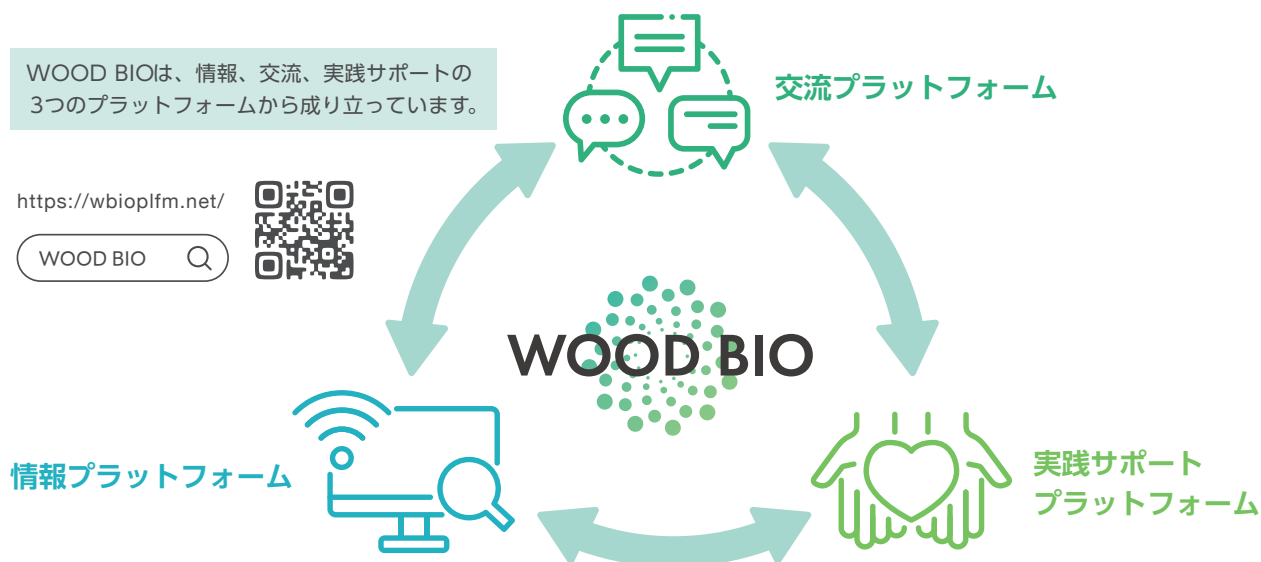 WOOD BIOは、情報、交流、実践サポートの
3つのプラットフォームから成り立っています。
https://wbioplfm.net/
WOOD BIO
交流プラットフォーム
WOOD BIO
情報プラットフォーム
実践サポート
プラットフォーム